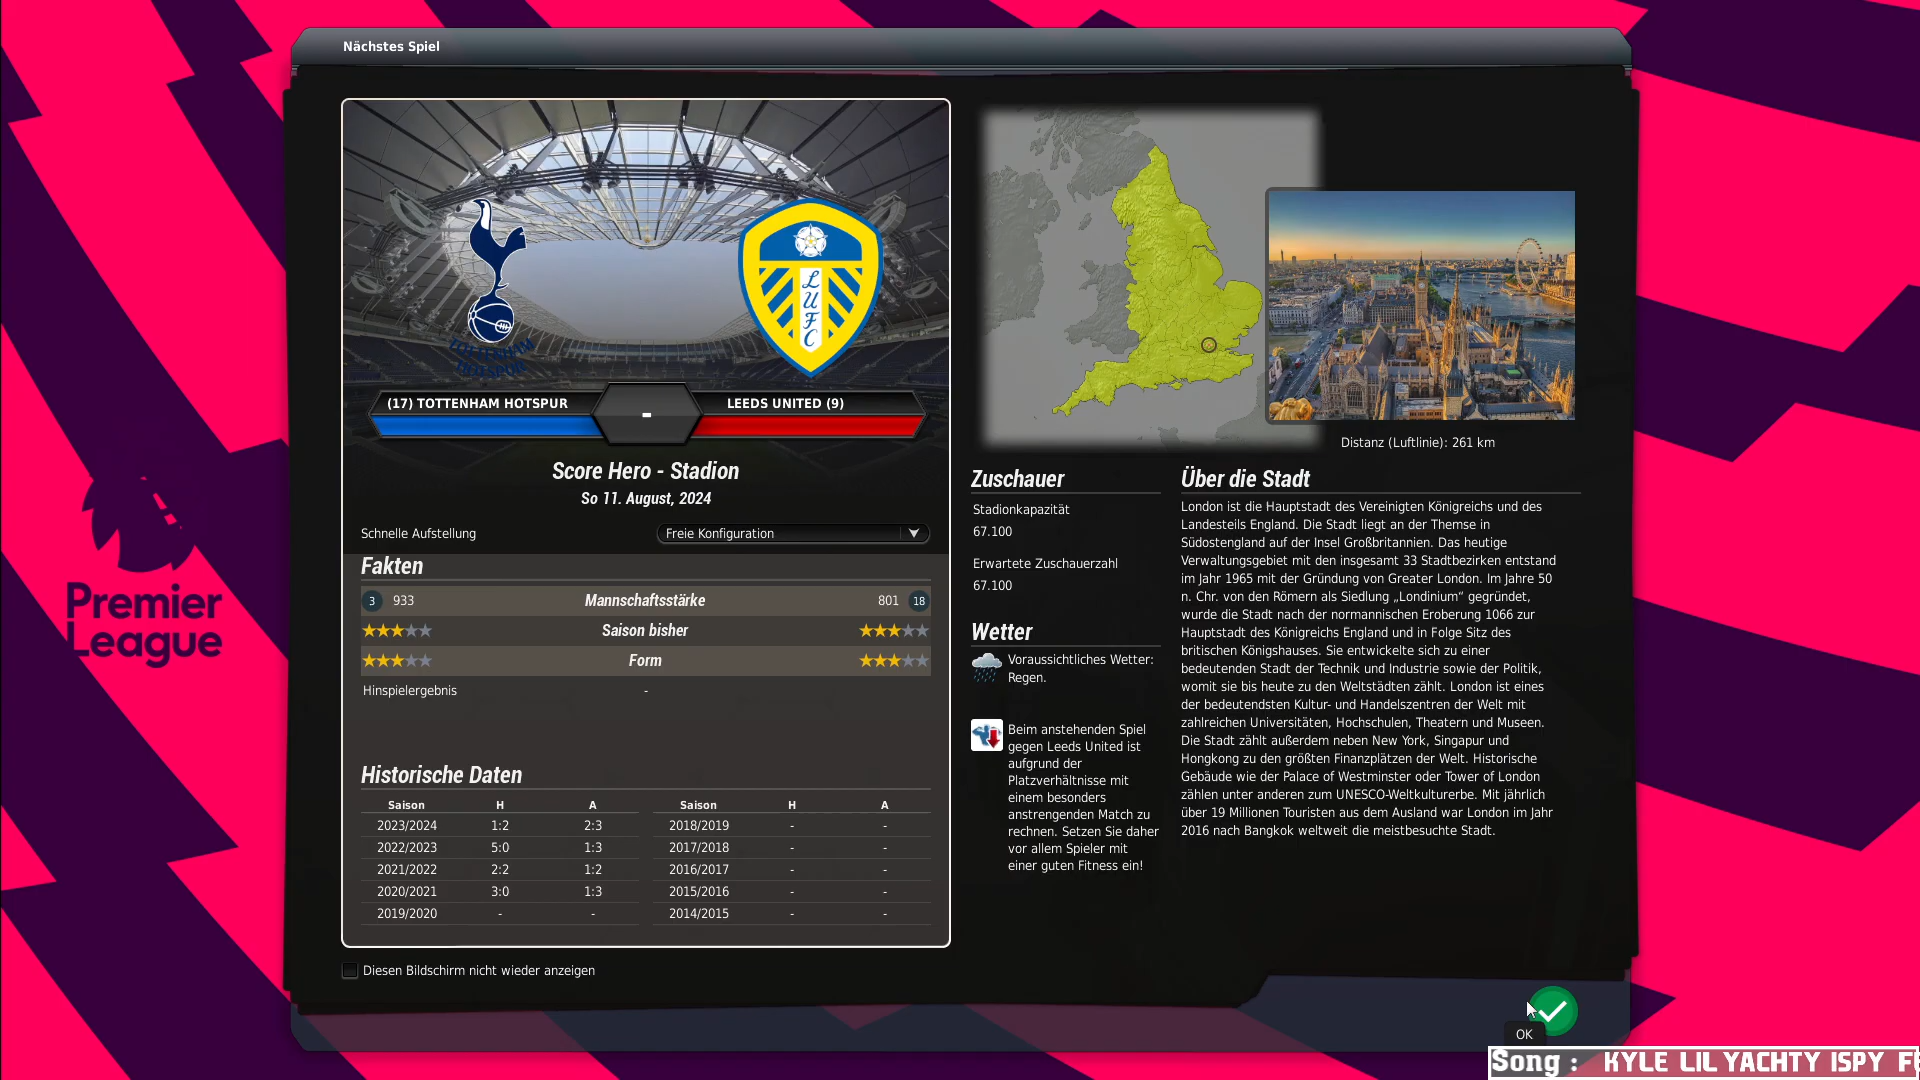 Nächstes Spiel
TOTTENHAM
HOTSPUR
LUFC
(17) TOTTENHAM HOTSPUR
-
LEEDS UNITED (9)
Score Hero - Stadion
So 11. August, 2024
Schnelle Aufstellung
Freie Konfiguration
Fakten
3 933 Mannschaftsstärke 801 18
Saison bisher
Form
Hinspielergebnis -
Historische Daten
Saison H A Saison H A
2023/2024 1:2 2:3 2018/2019 - -
2022/2023 5:0 1:3 2017/2018 - -
2021/2022 2:2 1:2 2016/2017 - -
2020/2021 3:0 1:3 2015/2016 - -
2019/2020 - - 2014/2015 - -
Diesen Bildschirm nicht wieder anzeigen
Distanz (Luftlinie): 261 km
Zuschauer
Stadionkapazität
67.100
Erwartete Zuschauerzahl
67.100
Wetter
Voraussichtliches Wetter:
Regen.
Beim anstehenden Spiel
gegen Leeds United ist
aufgrund der
Platzverhältnisse mit
einem besonders
anstrengenden Match zu
rechnen. Setzen Sie daher
vor allem Spieler mit
einer guten Fitness ein!
Über die Stadt
London ist die Hauptstadt des Vereinigten Königreichs und des
Landesteils England. Die Stadt liegt an der Themse in
Südostengland auf der Insel Großbritannien. Das heutige
Verwaltungsgebiet mit den insgesamt 33 Stadtbezirken entstand
im Jahr 1965 mit der Gründung von Greater London. Im Jahre 50
n. Chr. von den Römern als Siedlung „Londinium“ gegründet,
wurde die Stadt nach der normannischen Eroberung 1066 zur
Hauptstadt des Königreichs England und in Folge Sitz des
britischen Königshauses. Sie entwickelte sich zu einer
bedeutenden Stadt der Technik und Industrie sowie der Politik,
womit sie bis heute zu den Weltstädten zählt. London ist eines
der bedeutendsten Kultur- und Handelszentren der Welt mit
zahlreichen Universitäten, Hochschulen, Theatern und Museen.
Die Stadt zählt außerdem neben New York, Singapur und
Hongkong zu den größten Finanzplätzen der Welt. Historische
Gebäude wie der Palace of Westminster oder Tower of London
zählen unter anderen zum UNESCO-Weltkulturerbe. Mit jährlich
über 19 Millionen Touristen aus dem Ausland war London im Jahr
2016 nach Bangkok weltweit die meistbesuchte Stadt.
Premier
League
OK
Song : KYLE LIL YACHTY ISPY